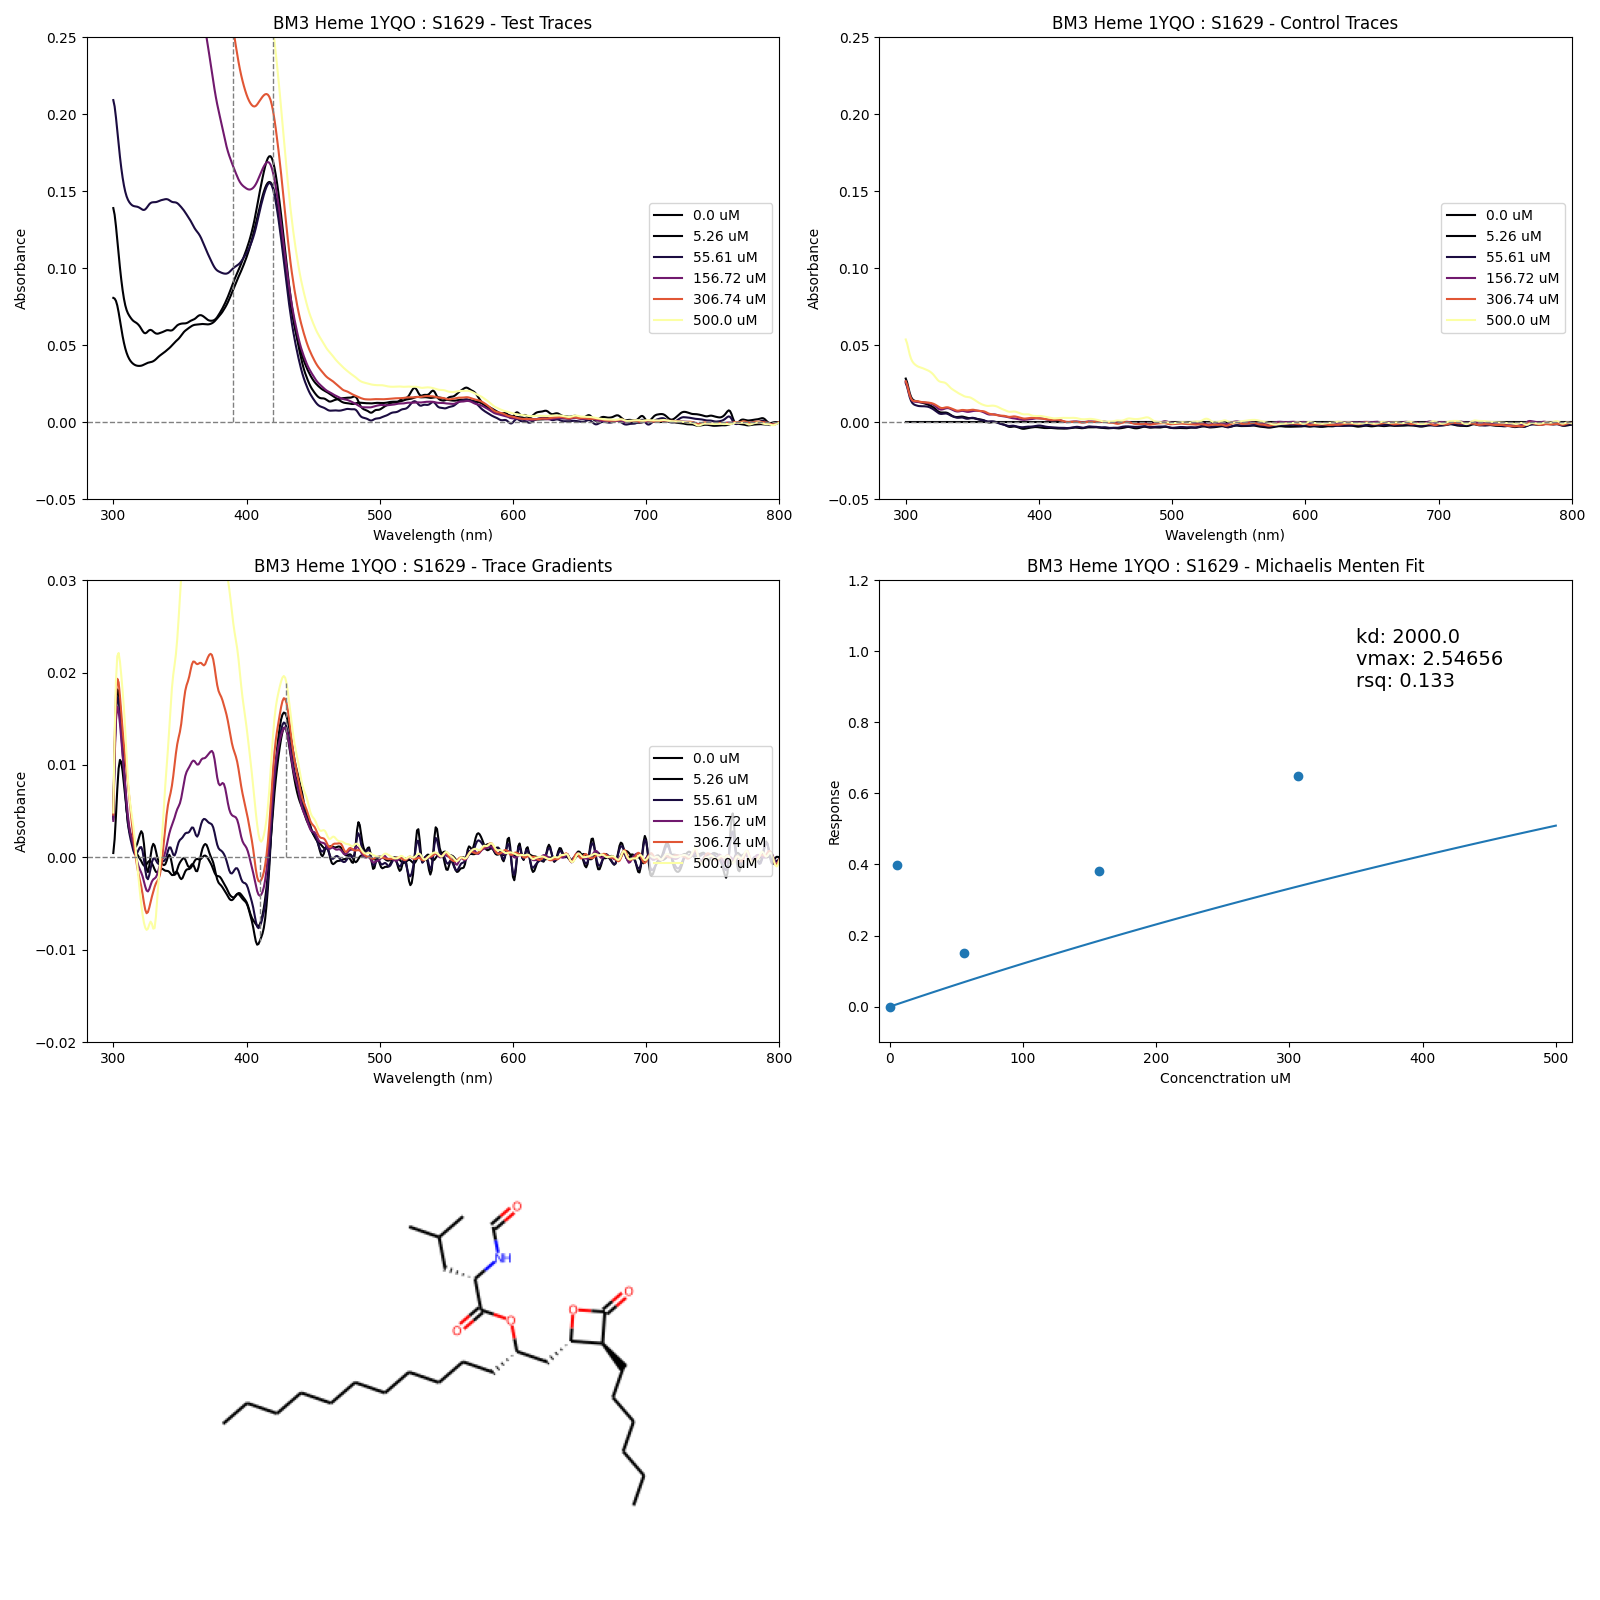 BM3 Heme 1YQO : S1629 - Test Traces
0.25
0.20
0.15
0.10
0.05
0.00
−0.05
Absorbance
300 400 500 600 700 800
Wavelength (nm)
0.0 uM
5.26 uM
55.61 uM
156.72 uM
306.74 uM
500.0 uM
BM3 Heme 1YQO : S1629 - Control Traces
0.25
0.20
0.15
0.10
0.05
0.00
−0.05
Absorbance
300 400 500 600 700 800
Wavelength (nm)
0.0 uM
5.26 uM
55.61 uM
156.72 uM
306.74 uM
500.0 uM
BM3 Heme 1YQO : S1629 - Trace Gradients
0.03
0.02
0.01
0.00
−0.01
−0.02
Absorbance
300 400 500 600 700 800
Wavelength (nm)
0.0 uM
5.26 uM
55.61 uM
156.72 uM
306.74 uM
500.0 uM
BM3 Heme 1YQO : S1629 - Michaelis Menten Fit
1.2
1.0
0.8
0.6
0.4
0.2
0.0
Response
kd: 2000.0
vmax: 2.54656
rsq: 0.133
0 100 200 300 400 500
Concenctration uM
O
NH
O
O
O
O